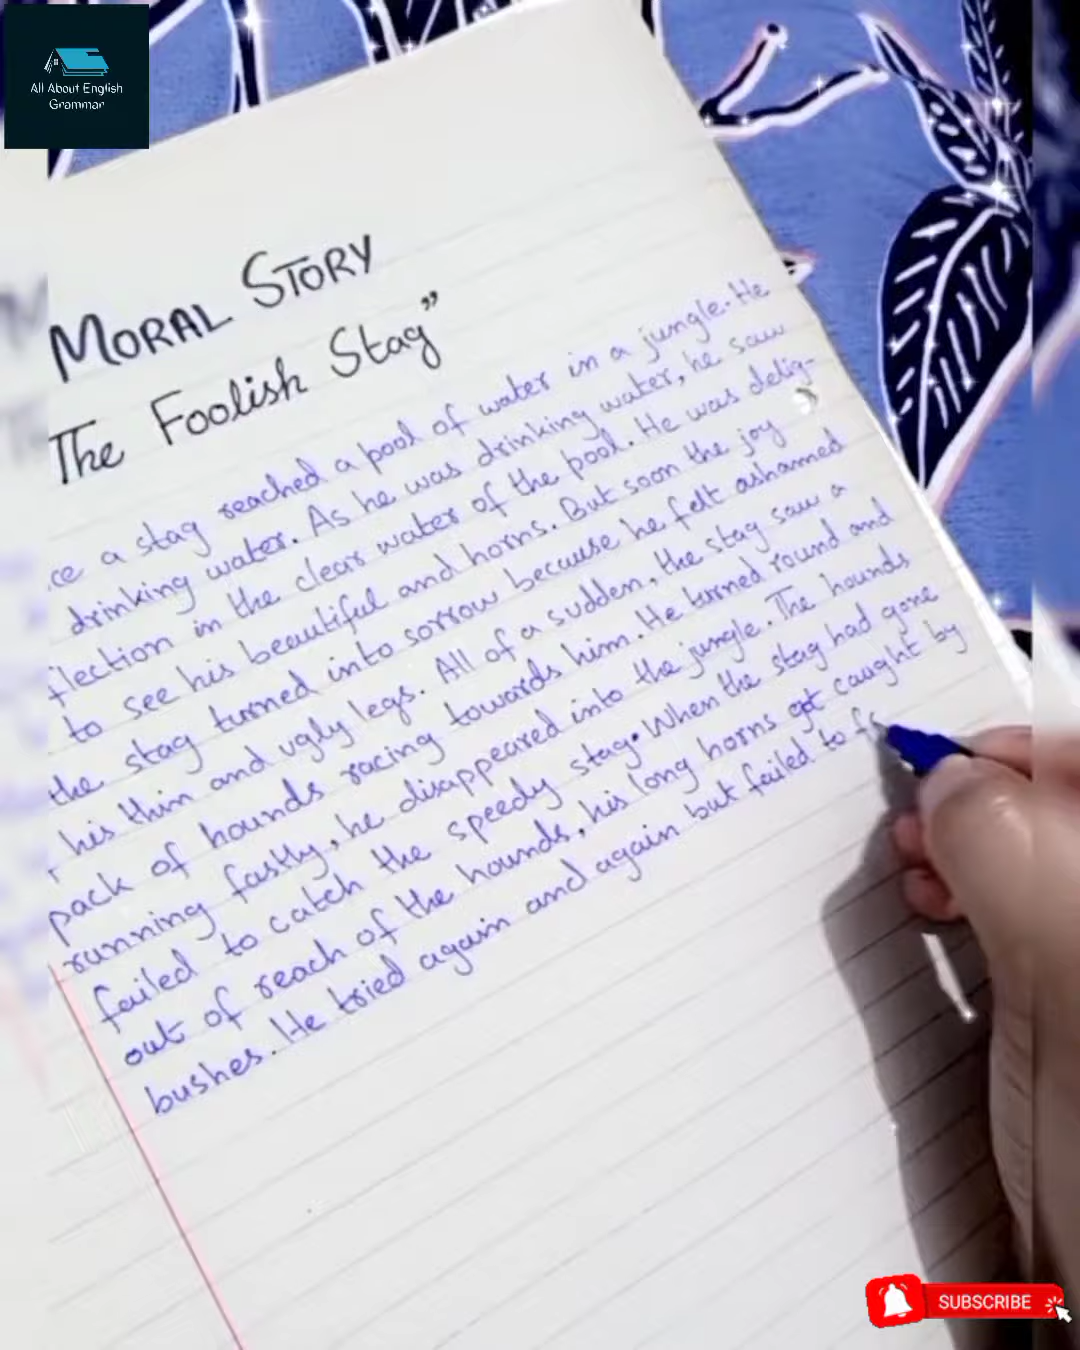 All About English
Grammar
MORAL STORY
The Foolish Stag"
ce a stag reached a pool of water in a jungle. He
drinking water. As he was drinking water, he saw
flection in the clear water of the pool. He was delig-
to see his beautiful and horns. But soon the joy
the stag turned into sorrow because he felt ashamed
r his thin and ugly legs. All of a sudden, the stag saw a
pack of hounds racing towards him. He turned round and
running fastly, he disappeared into the jungle. The hounds
failed to catch the speedy stag. When the stag had gone
out of reach of the hounds, his long horns got caught by
bushes. He tried again and again but failed to
SUBSCRIBE